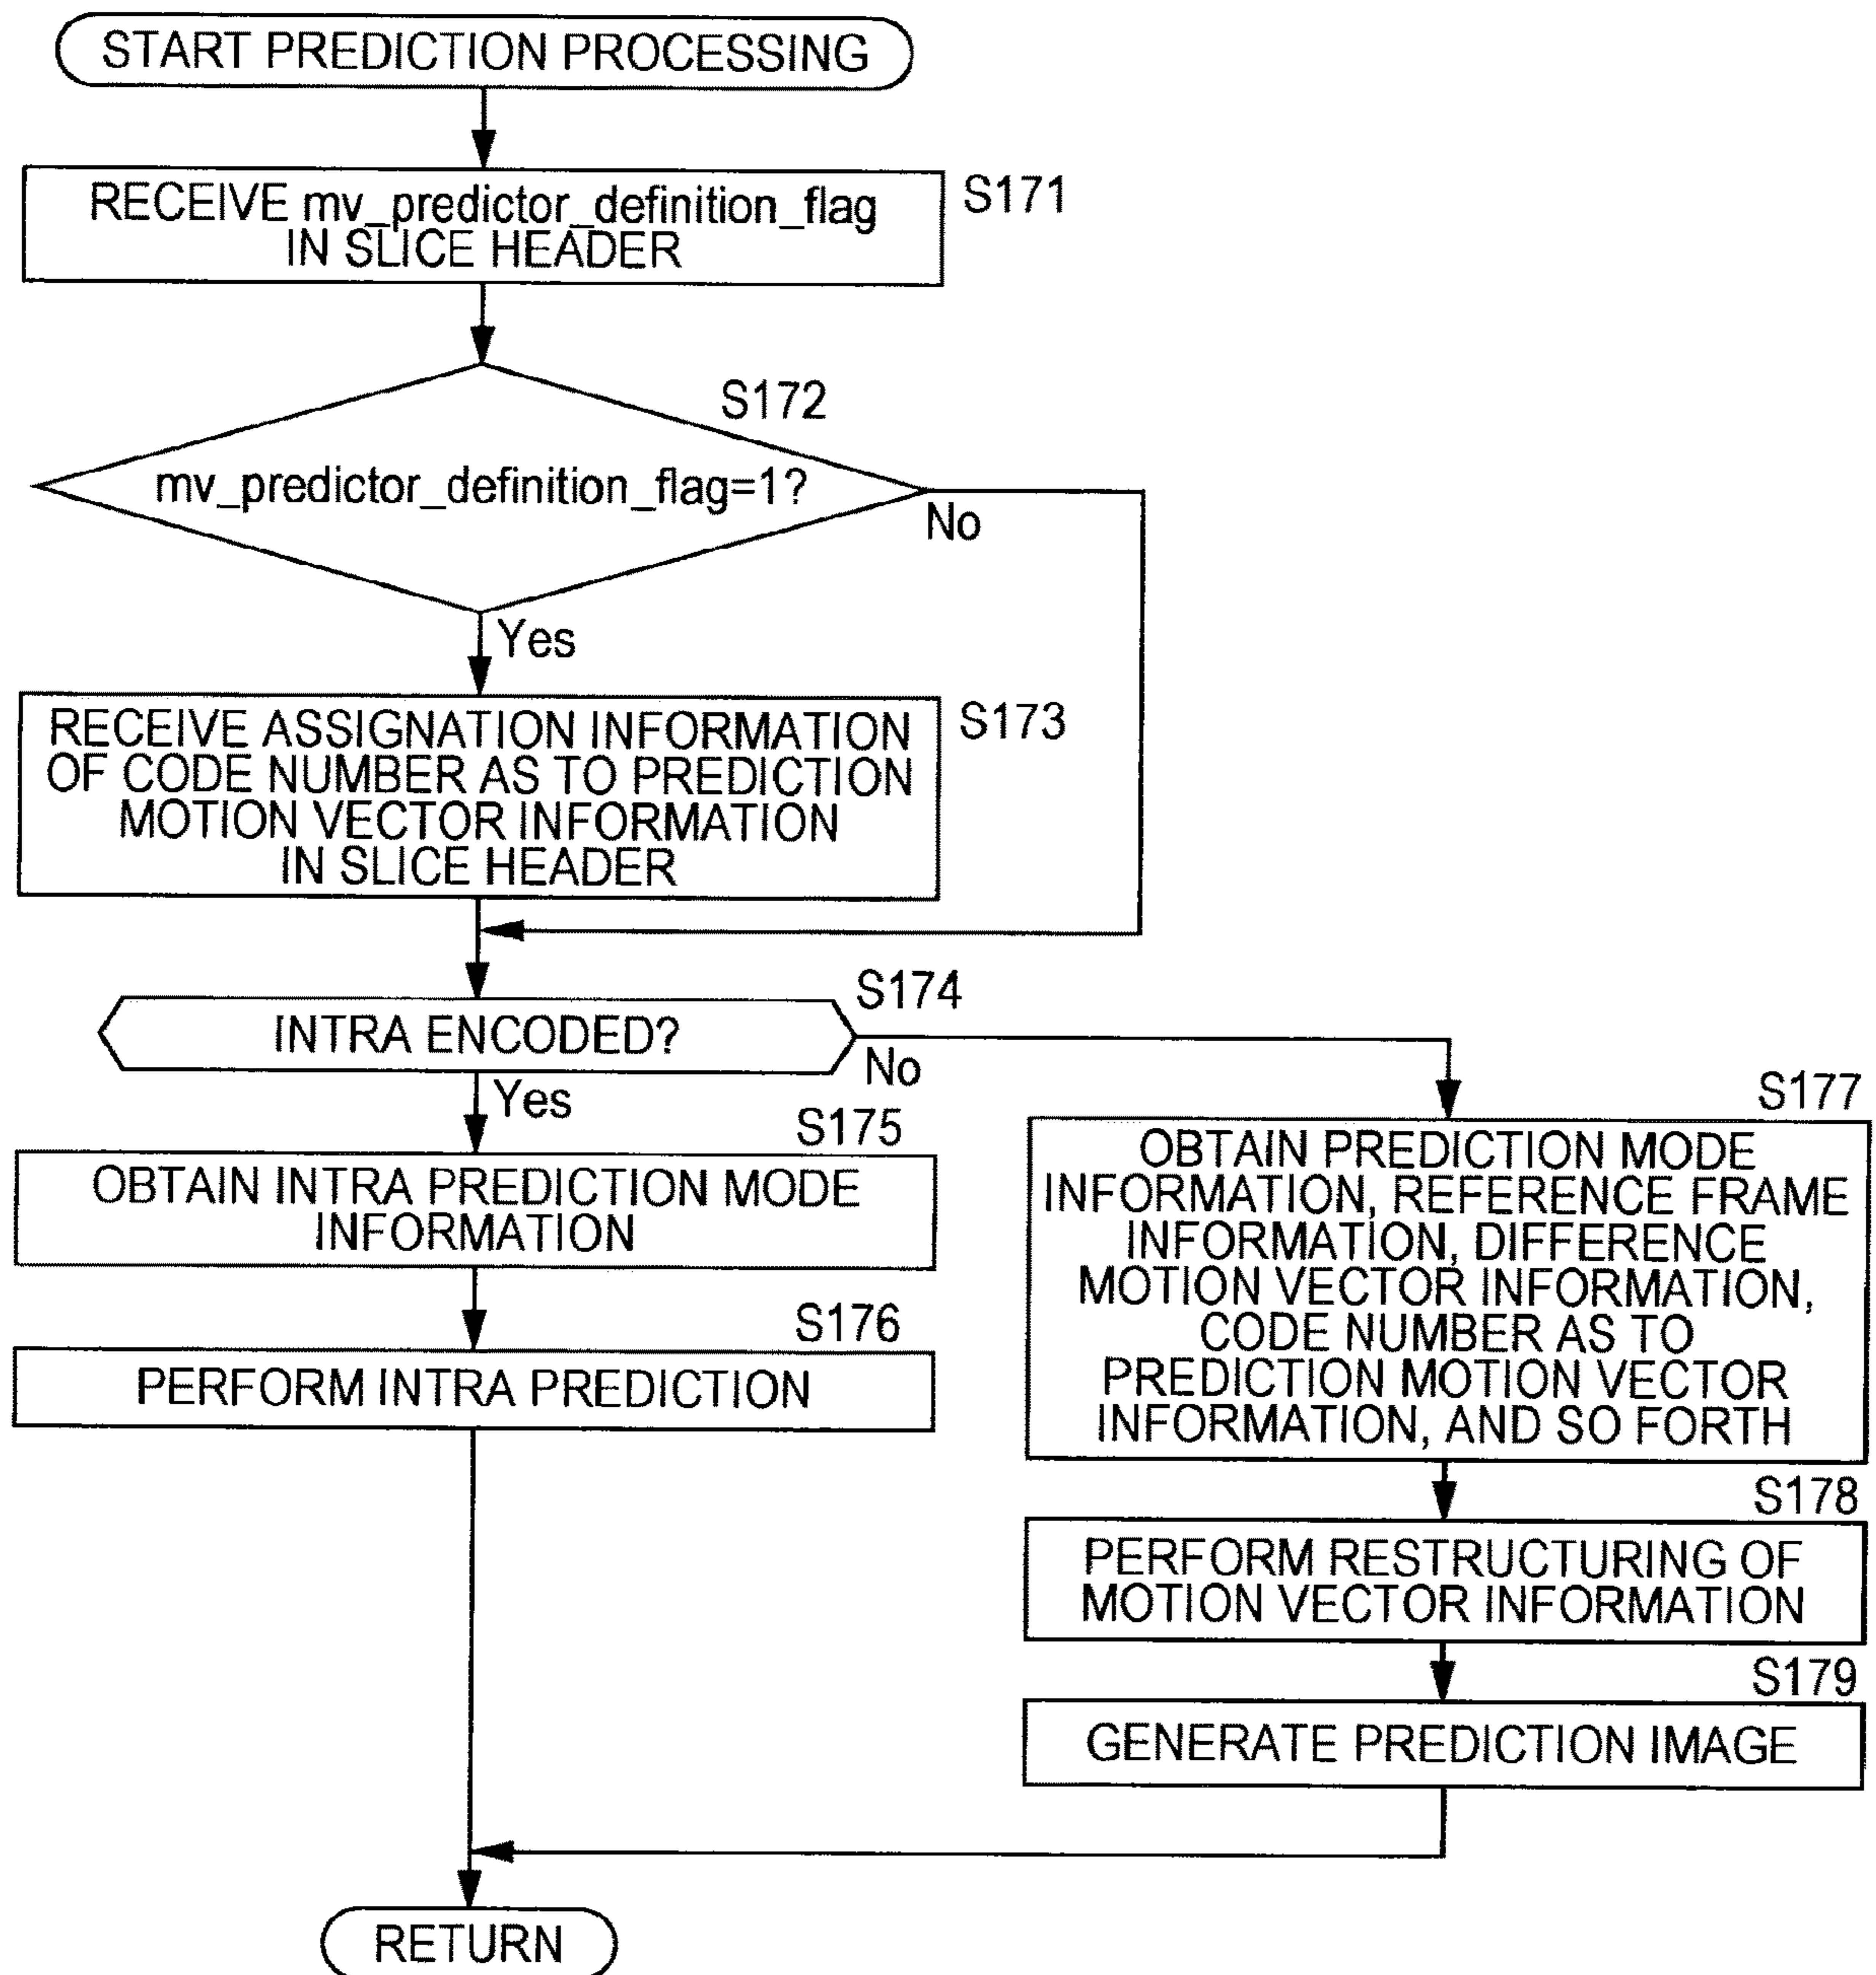 START PREDICTION PROCESSING
RECEIVE mv_predictor_definition_flag
IN SLICE HEADER
S171
S172
mv_predictor_definition_flag=1?
No
Yes
RECEIVE ASSIGNATION INFORMATION
OF CODE NUMBER AS TO PREDICTION
MOTION VECTOR INFORMATION
IN SLICE HEADER
S173
S174
INTRA ENCODED?
No
Yes
S175
OBTAIN INTRA PREDICTION MODE
INFORMATION
S176
PERFORM INTRA PREDICTION
S177
OBTAIN PREDICTION MODE
INFORMATION, REFERENCE FRAME
INFORMATION, DIFFERENCE
MOTION VECTOR INFORMATION,
CODE NUMBER AS TO
PREDICTION MOTION VECTOR
INFORMATION, AND SO FORTH
S178
PERFORM RESTRUCTURING OF
MOTION VECTOR INFORMATION
S179
GENERATE PREDICTION IMAGE
RETURN